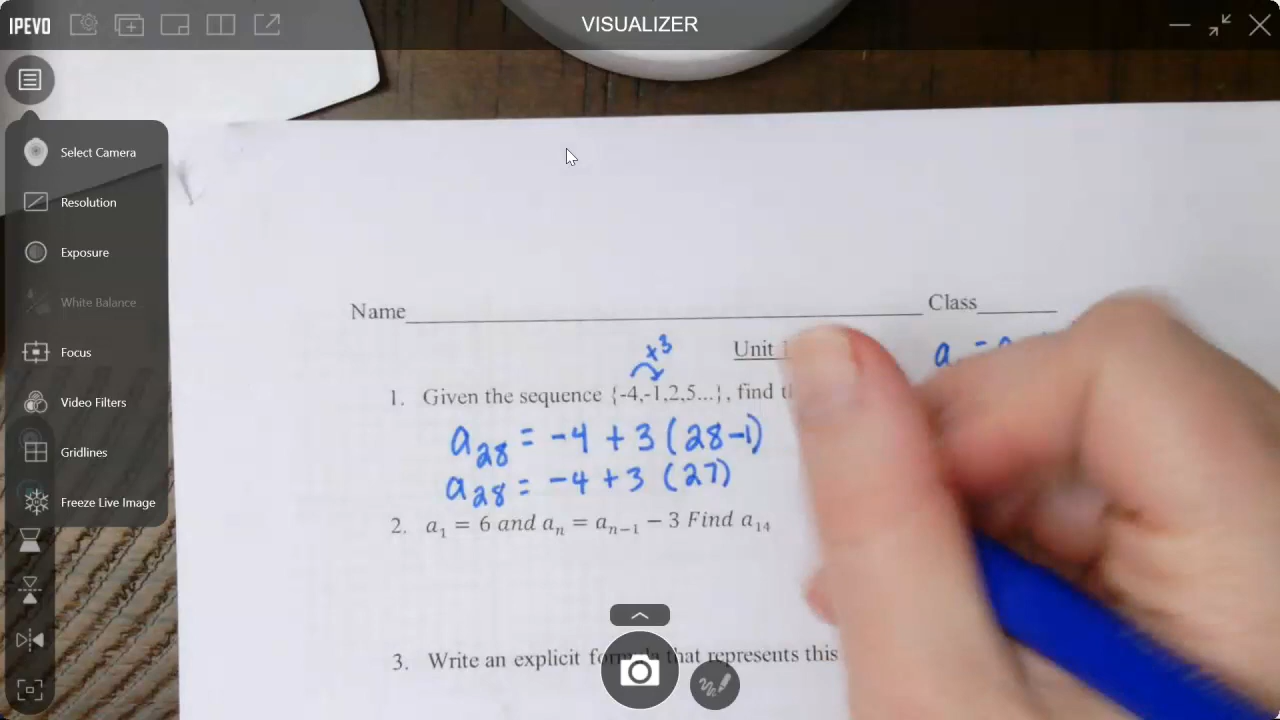 IPEVO
VISUALIZER
Select Camera
Resolution
Exposure
White Balance
Focus
Video Filters
Gridlines
Freeze Live Image
Name Class
Unit
+3
1. Given the sequence {-4,-1,2,5...}, find
a₂₈ = -4 + 3 (28-1)
a₂₈ = -4 + 3 (27)
2. a₁ = 6 and aₙ = aₙ₋₁ − 3 Find a₁₄
3. Write an explicit that represents this